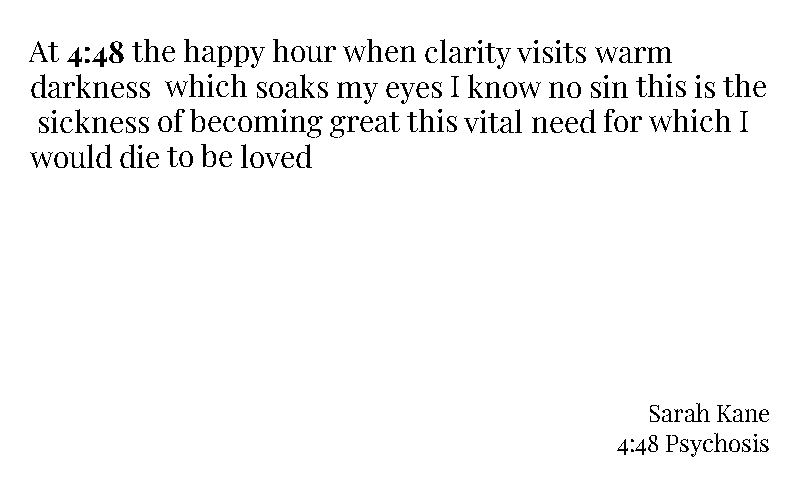 At 4:48 the happy hour when clarity visits warm
darkness which soaks my eyes I know no sin this is the
sickness of becoming great this vital need for which I
would die to be loved
Sarah Kane
4:48 Psychosis